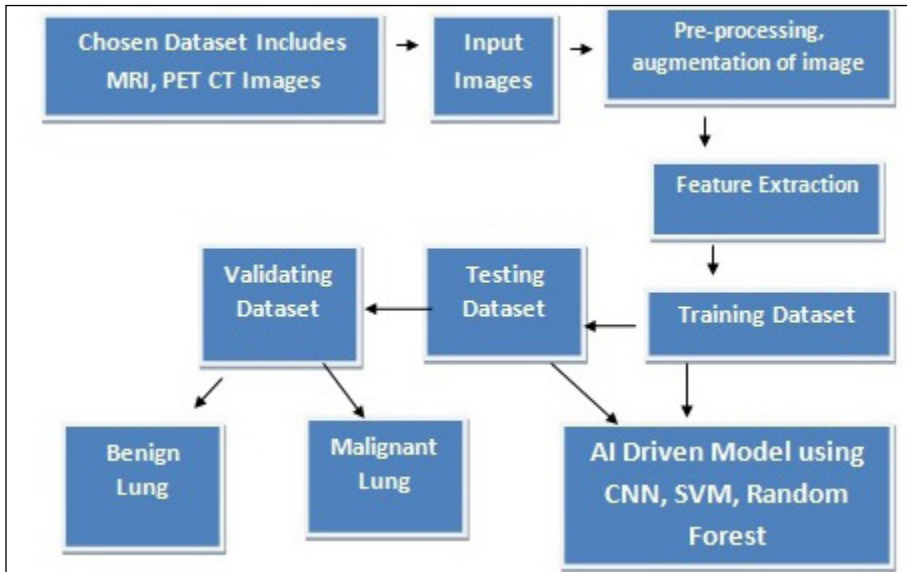 Chosen Dataset Includes
MRI, PET CT Images
Input
Images
Pre-processing,
augmentation of image
Feature Extraction
Training Dataset
Testing
Dataset
Validating
Dataset
Benign
Lung
Malignant
Lung
AI Driven Model using
CNN, SVM, Random
Forest